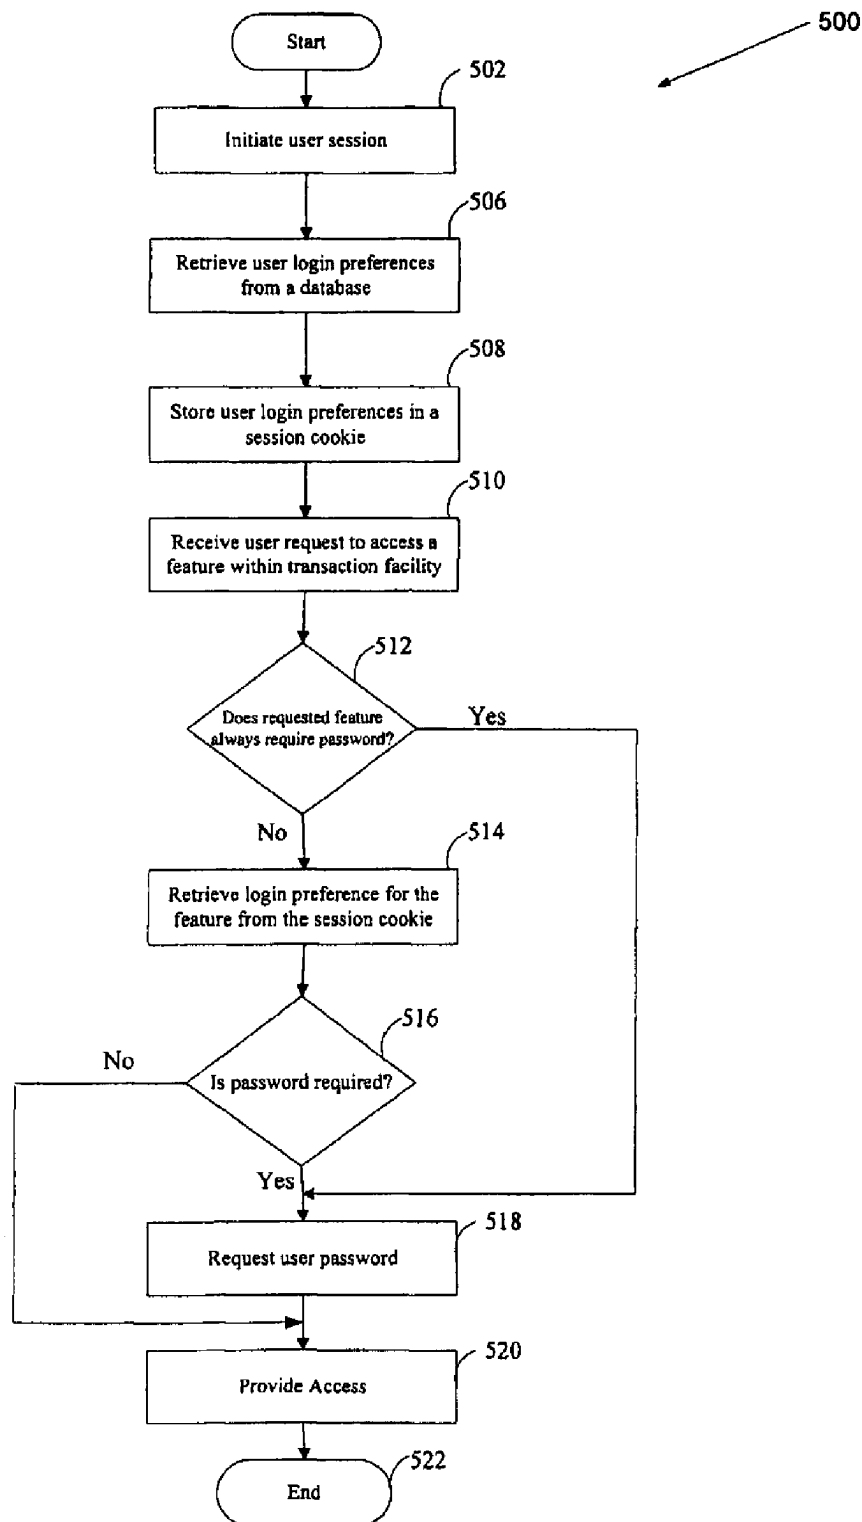 500
Start
502
Initiate user session
506
Retrieve user login preferences
from a database
508
Store user login preferences in a
session cookie
510
Receive user request to access a
feature within transaction facility
512
Does requested feature
always require password?
Yes
No
514
Retrieve login preference for the
feature from the session cookie
516
No
Is password required?
Yes
518
Request user password
520
Provide Access
522
End